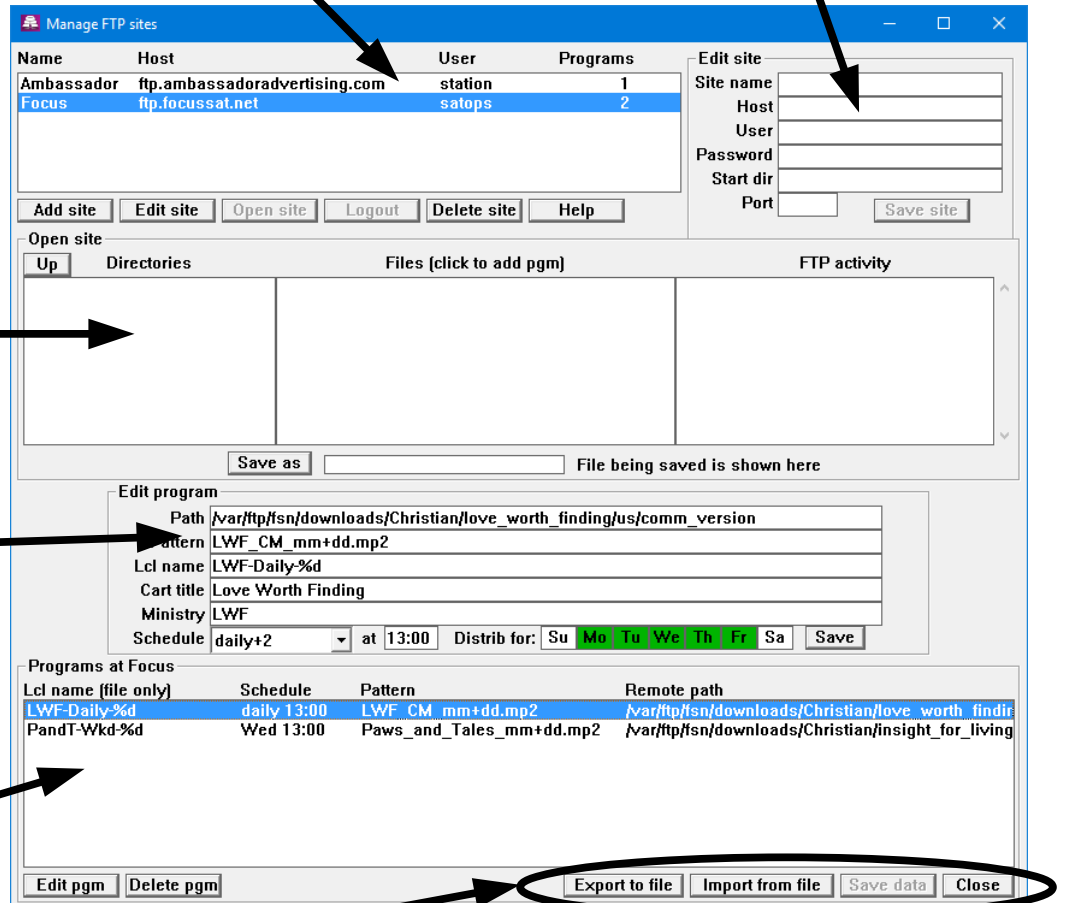 Manage FTP sites
Name Host User Programs
Ambassador ftp.ambassadoradvertising.com station 1
Focus ftp.focussat.net satops 2
Add site Edit site Open site Logout Delete site Help
Edit site
Site name
Host
User
Password
Start dir
Port Save site
Open site
Up Directories Files (click to add pgm) FTP activity
Save as File being saved is shown here
Edit program
Path /var/ftp/fsn/downloads/Christian/love_worth_finding/us/comm_version
Pattern LWF_CM_mm+dd.mp2
Lcl name LWF-Daily-%d
Cart title Love Worth Finding
Ministry LWF
Schedule daily+2 at 13:00 Distrib for: Su Mo Tu We Th Fr Sa Save
Programs at Focus
Lcl name (file only) Schedule Pattern Remote path
LWF-Daily-%d daily 13:00 LWF_CM_mm+dd.mp2 /var/ftp/fsn/downloads/Christian/love_worth_findin
PandT-Wkd-%d Wed 13:00 Paws_and_Tales_mm+dd.mp2 /var/ftp/fsn/downloads/Christian/insight_for_living
Edit pgm Delete pgm Export to file Import from file Save data Close